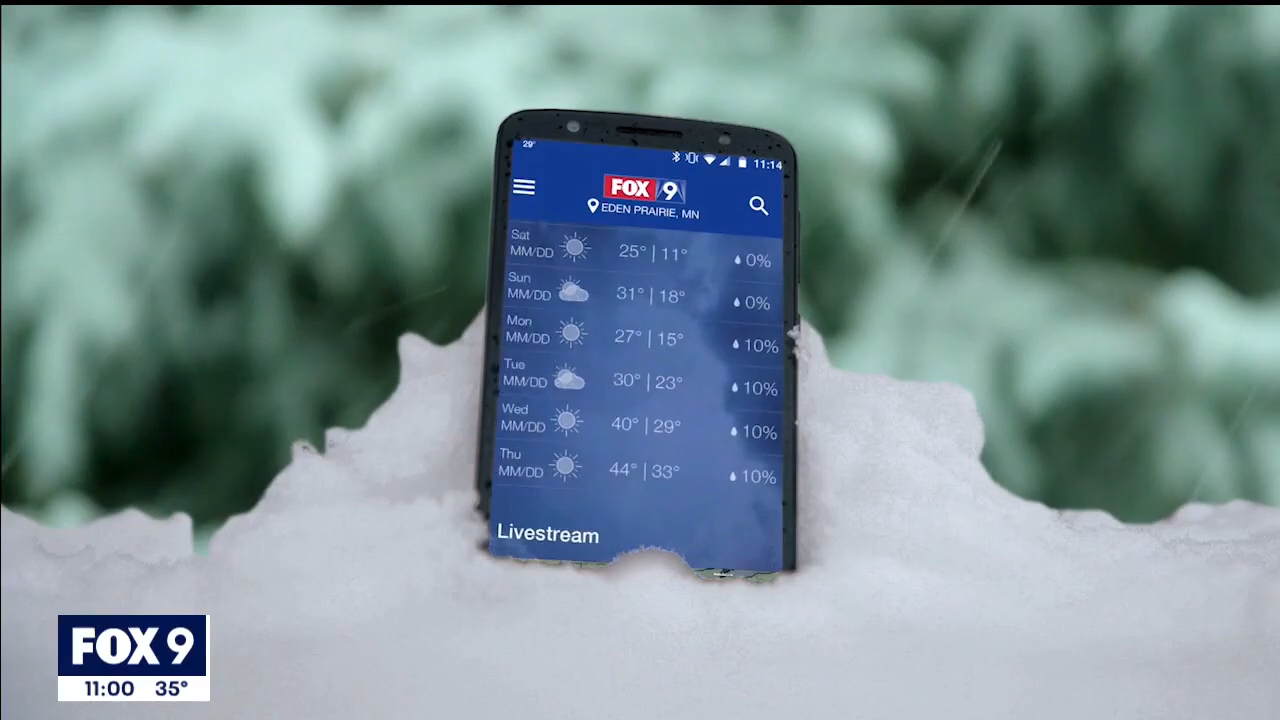 29°
11:14
FOX 9
EDEN PRAIRIE, MN
Sat
MM/DD 25° | 11° 0%
Sun
MM/DD 31° | 18° 0%
Mon
MM/DD 27° | 15° 10%
Tue
MM/DD 30° | 23° 10%
Wed
MM/DD 40° | 29° 10%
Thu
MM/DD 44° | 33° 10%
Livestream
FOX 9
11:00 35°